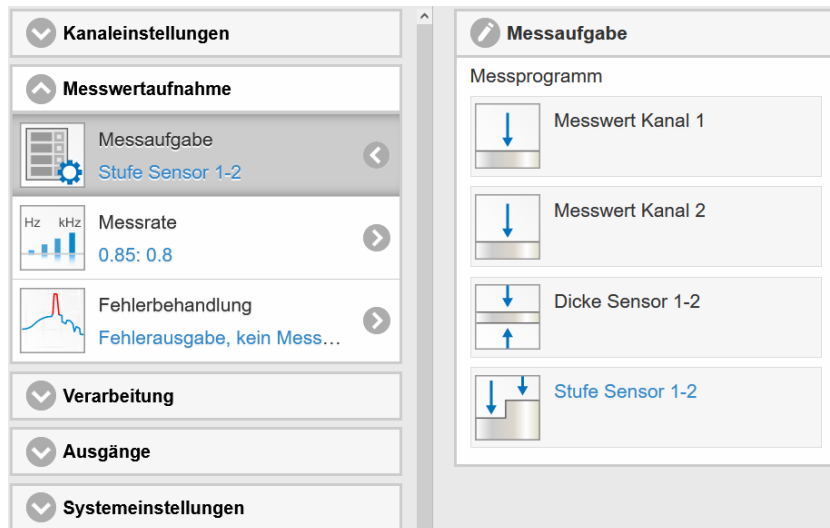 Kanaleinstellungen
Messwertaufnahme
Messaufgabe
Stufe Sensor 1-2
Hz kHz
Messrate
0.85: 0.8
Fehlerbehandlung
Fehlerausgabe, kein Mess...
Verarbeitung
Ausgänge
Systemeinstellungen
Messaufgabe
Messprogramm
Messwert Kanal 1
Messwert Kanal 2
Dicke Sensor 1-2
Stufe Sensor 1-2